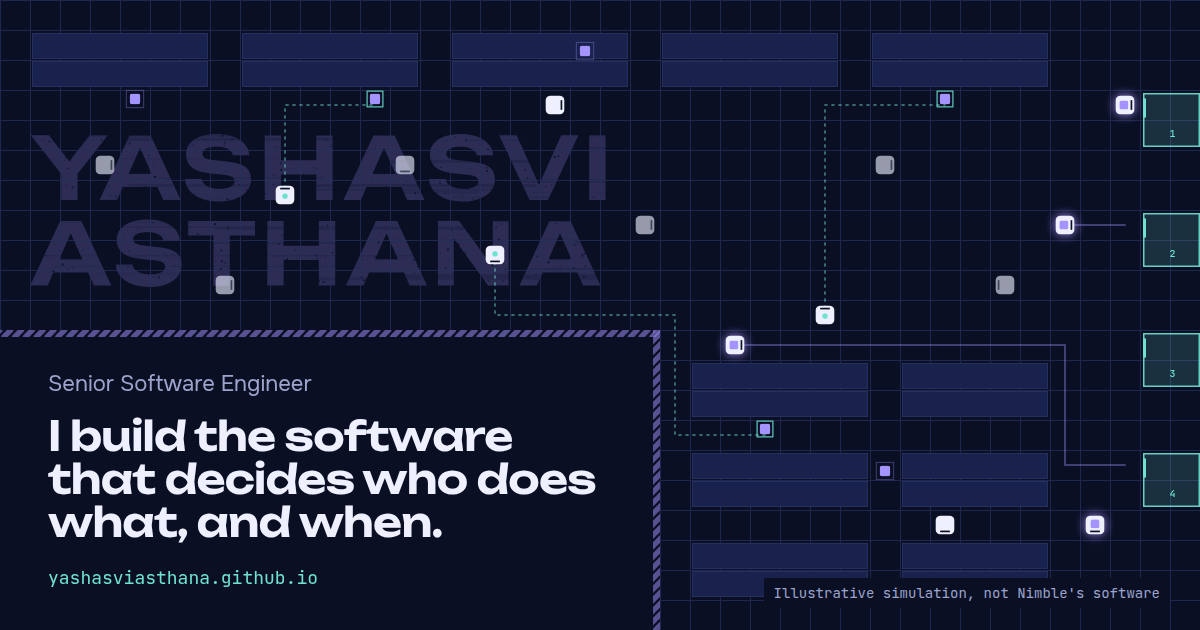 YASHASVI
ASTHANA
1
2
3
4
Senior Software Engineer
I build the software
that decides who does
what, and when.
yashasviasthana.github.io
Illustrative simulation, not Nimble's software